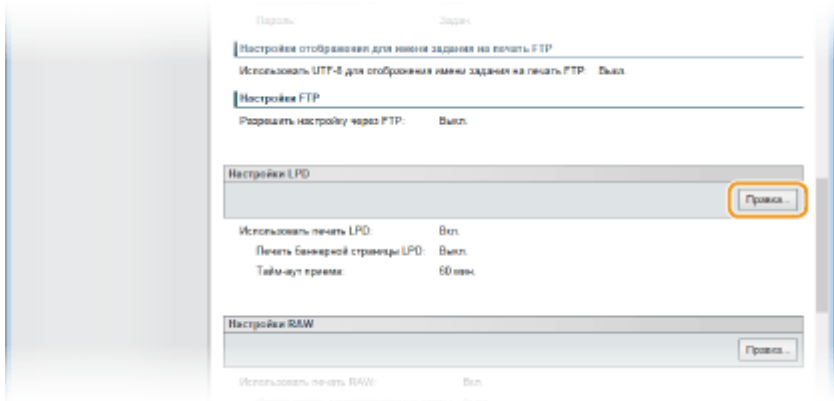 Пароль: Задан.
Настройки отображения для имени задания на печать FTP
Использовать UTF-8 для отображения имени задания на печать FTP: Выкл.
Настройки FTP
Разрешить настройку через FTP: Выкл.
Настройки LPD
Правка...
Использовать печать LPD: Вкл.
Печать баннерной страницы LPD: Выкл.
Тайм-аут приема: 60 мин.
Настройки RAW
Правка...
Использовать печать RAW: Вкл.